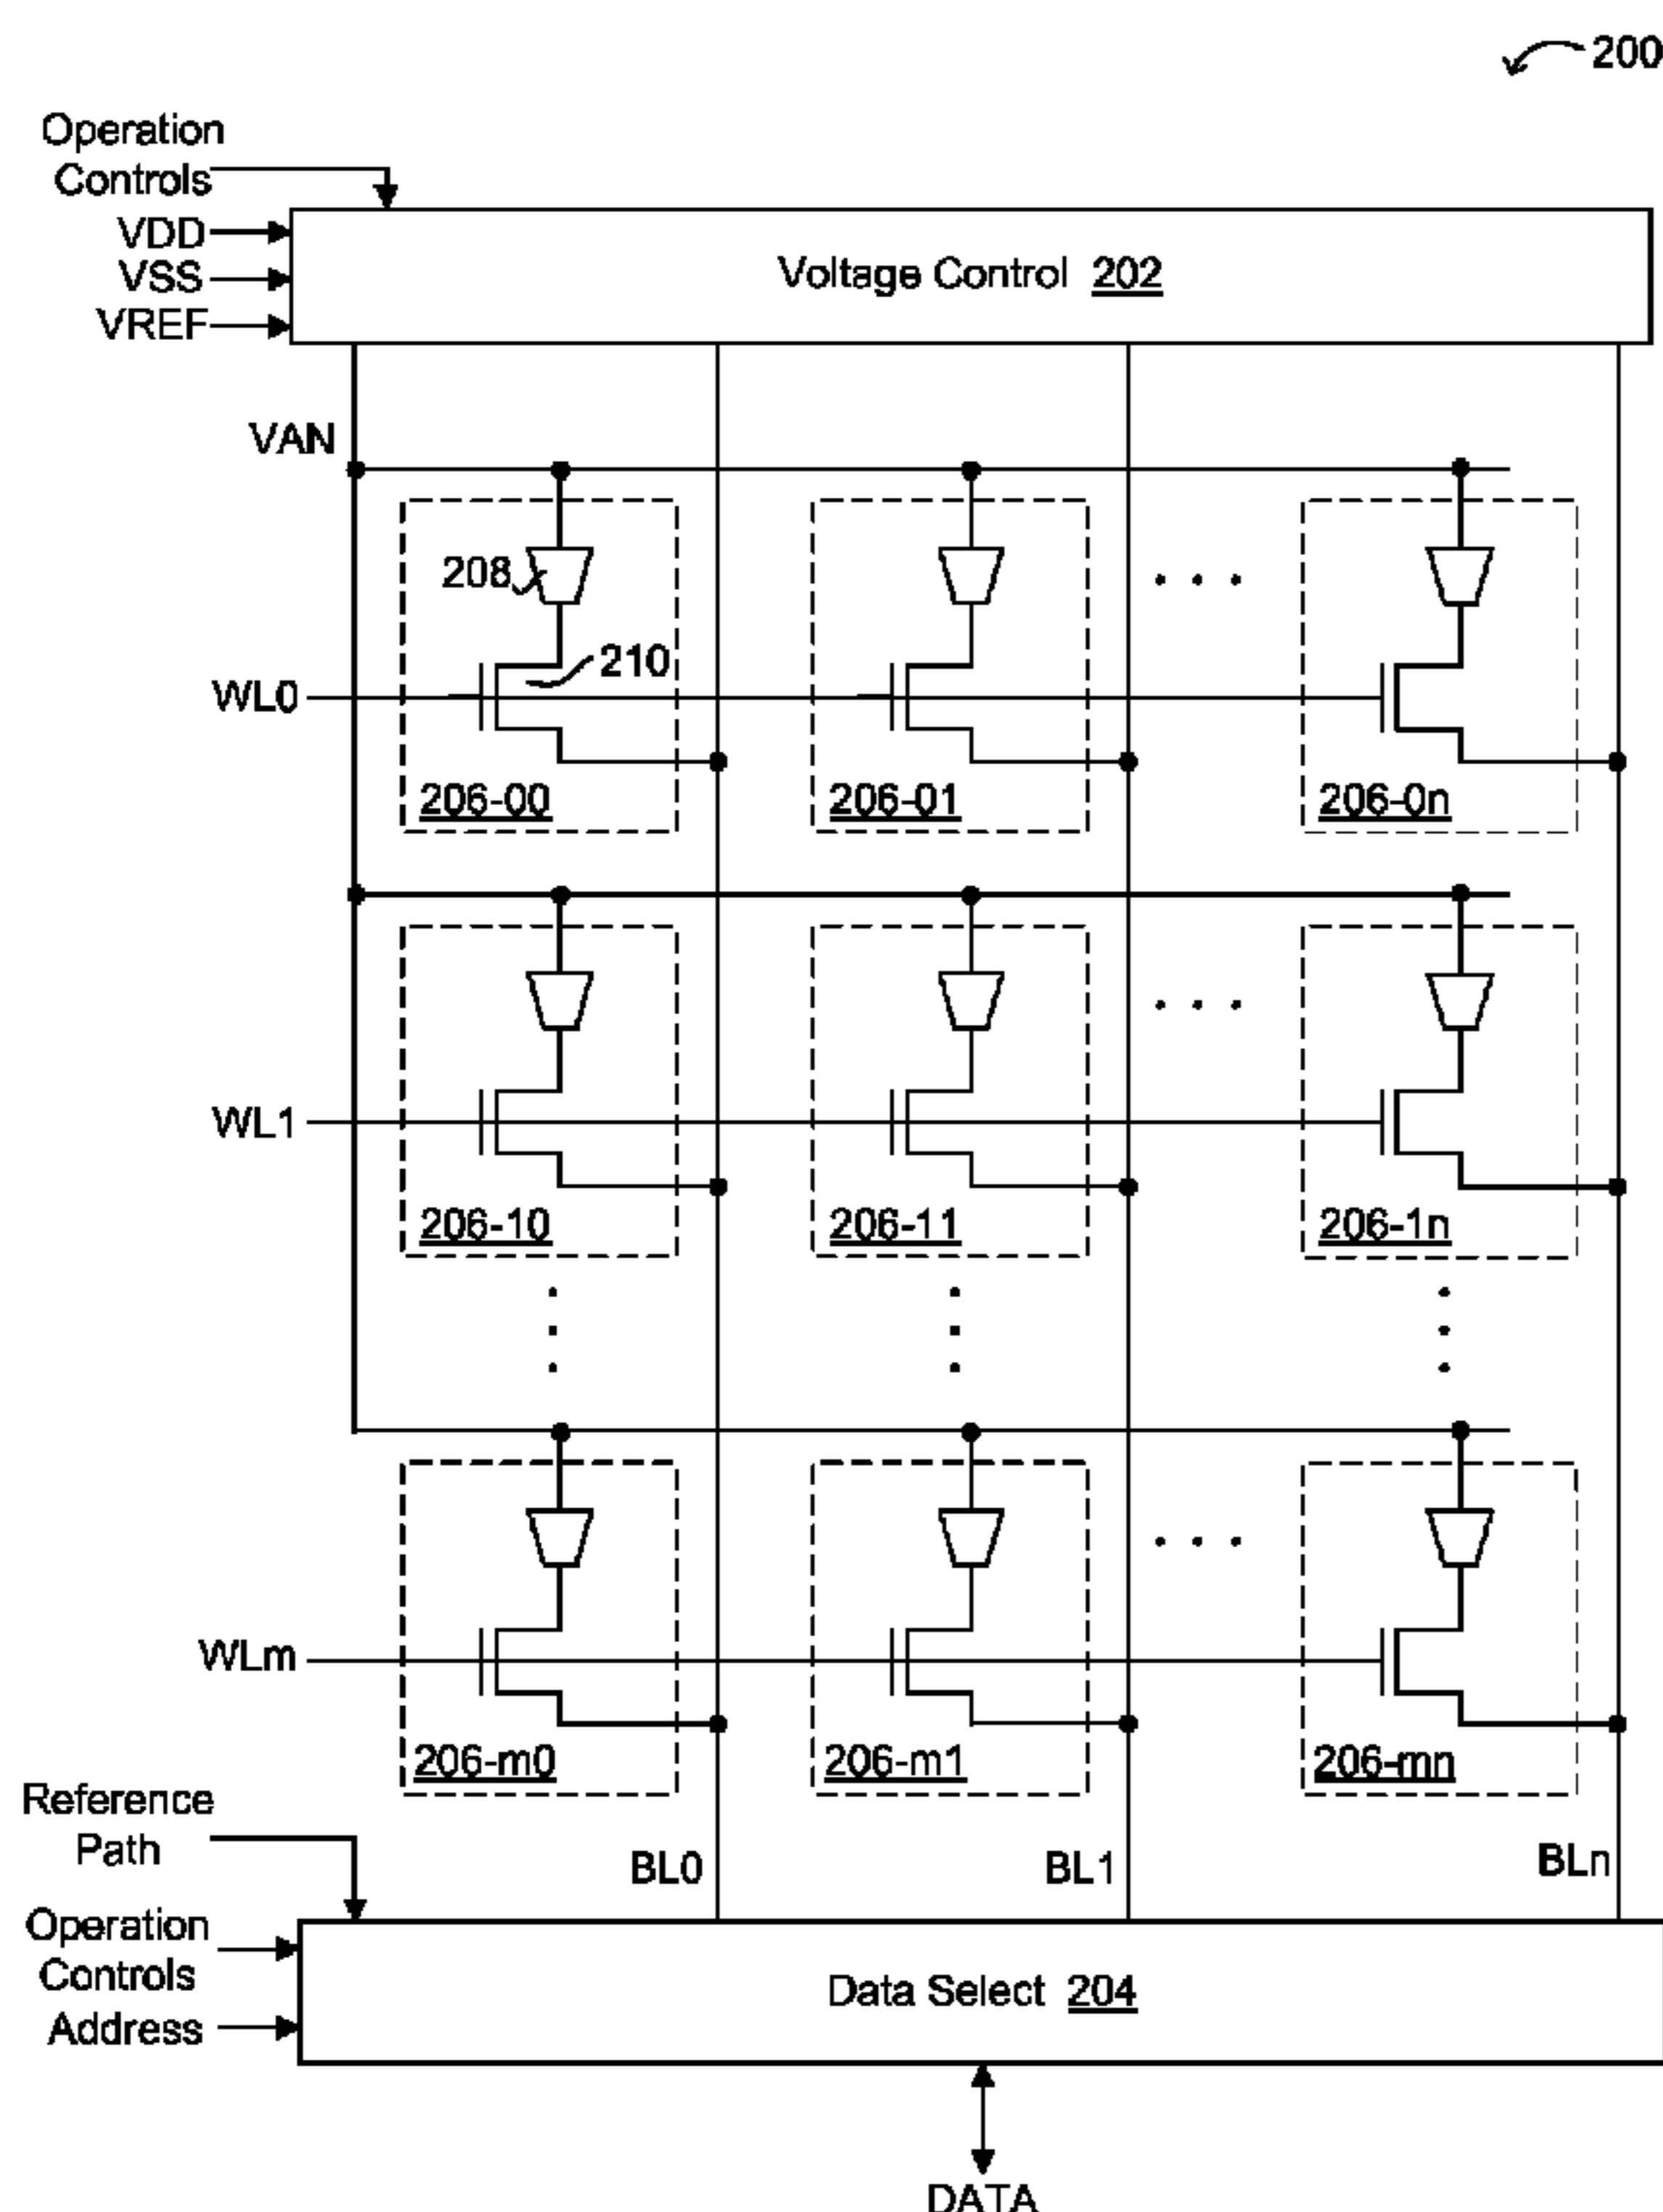 200
Operation
Controls
VDD
VSS
VREF
Voltage Control 202
VAN
208
210
WL0
206-00
206-01
206-0n
WL1
206-10
206-11
206-1n
WLm
206-m0
206-m1
206-mn
Reference
Path
BL0
BL1
BLn
Operation
Controls
Address
Data Select 204
DATA